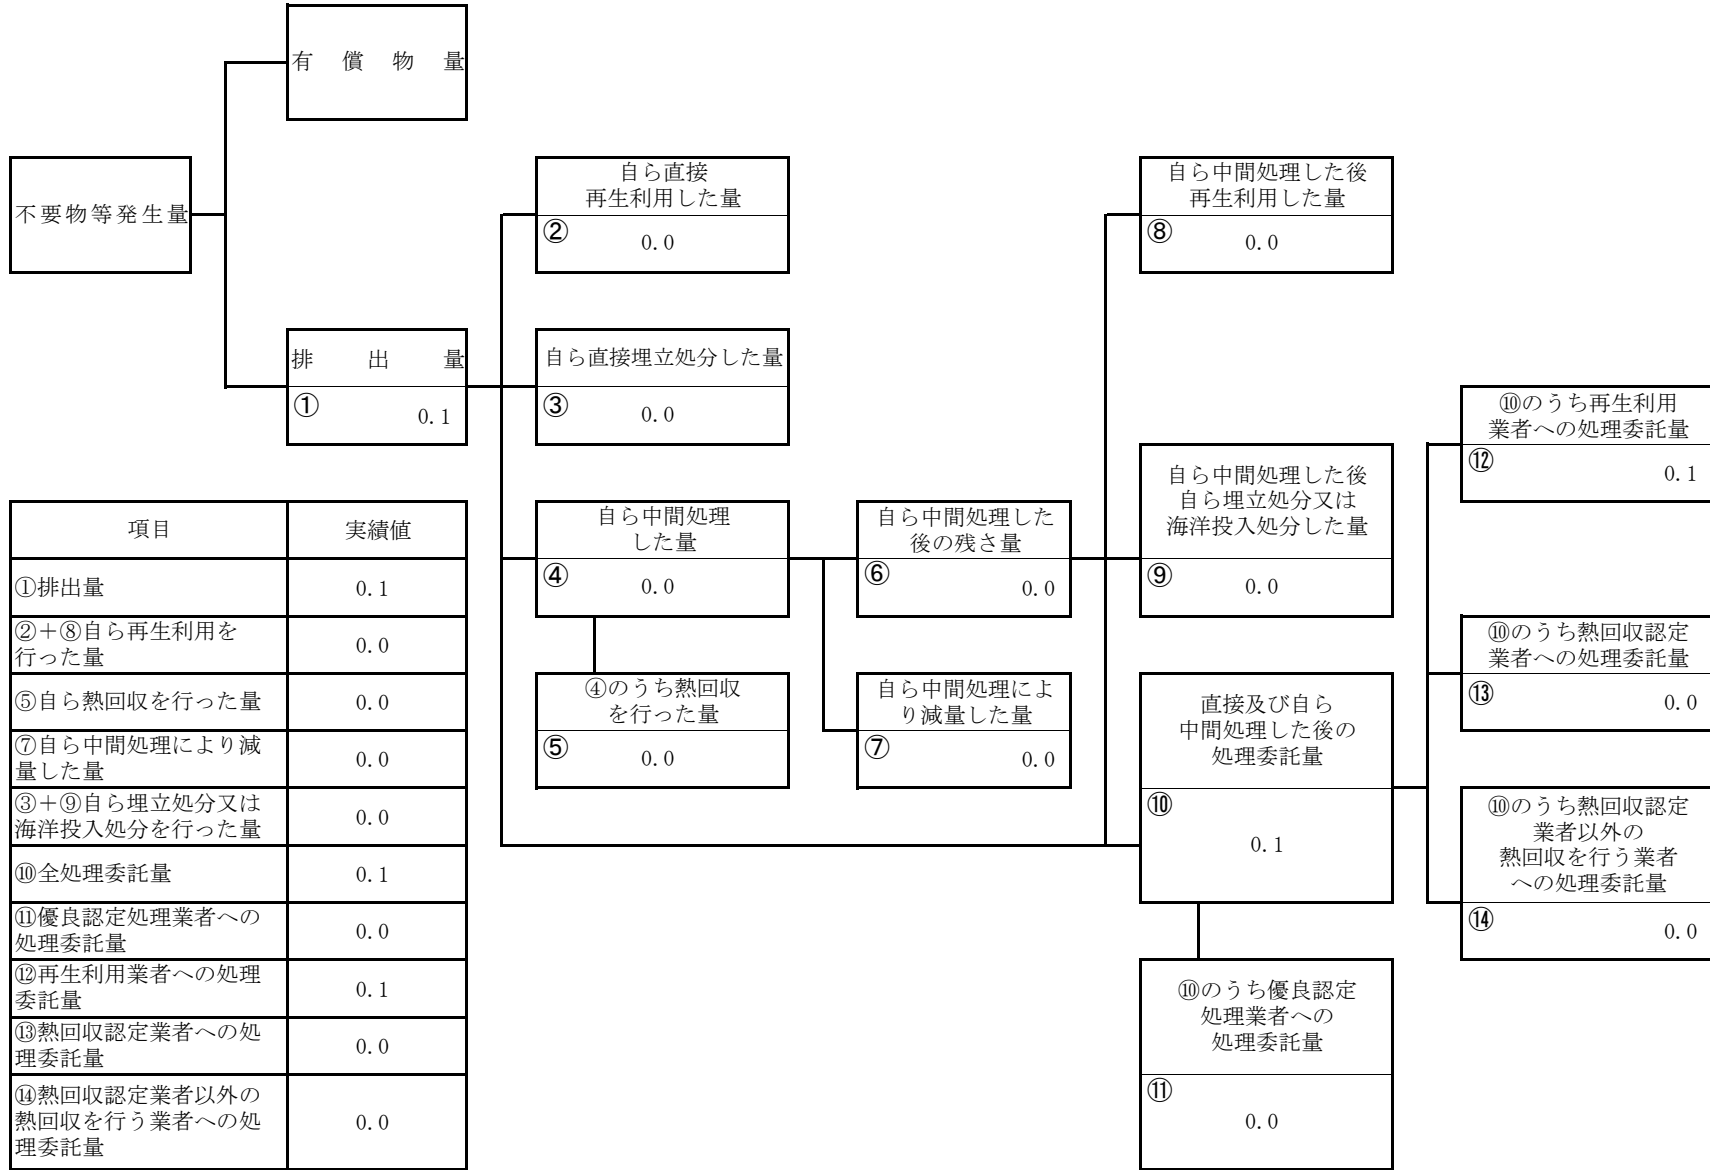 有償物量
不要物等発生量
自ら直接
再生利用した量
②
0.0
自ら中間処理した後
再生利用した量
⑧
0.0
排出量
①
0.1
自ら直接埋立処分した量
③
0.0
⑩のうち再生利用
業者への処理委託量
⑫
0.1
自ら中間処理した後
自ら埋立処分又は
海洋投入処分した量
⑨
0.0
自ら中間処理
した量
④
0.0
自ら中間処理した
後の残さ量
⑥
0.0
⑩のうち熱回収認定
業者への処理委託量
⑬
0.0
④のうち熱回収
を行った量
⑤
0.0
自ら中間処理によ
り減量した量
⑦
0.0
直接及び自ら
中間処理した後の
処理委託量
⑩
0.1
⑩のうち熱回収認定
業者以外の
熱回収を行う業者
への処理委託量
⑭
0.0
⑩のうち優良認定
処理業者への
処理委託量
⑪
0.0
項目 実績値
①排出量 0.1
②＋⑧自ら再生利用を
行った量 0.0
⑤自ら熱回収を行った量 0.0
⑦自ら中間処理により減
量した量 0.0
③＋⑨自ら埋立処分又は
海洋投入処分を行った量 0.0
⑩全処理委託量 0.1
⑪優良認定処理業者への
処理委託量 0.0
⑫再生利用業者への処理
委託量 0.1
⑬熱回収認定業者への処
理委託量 0.0
⑭熱回収認定業者以外の
熱回収を行う業者への処
理委託量 0.0